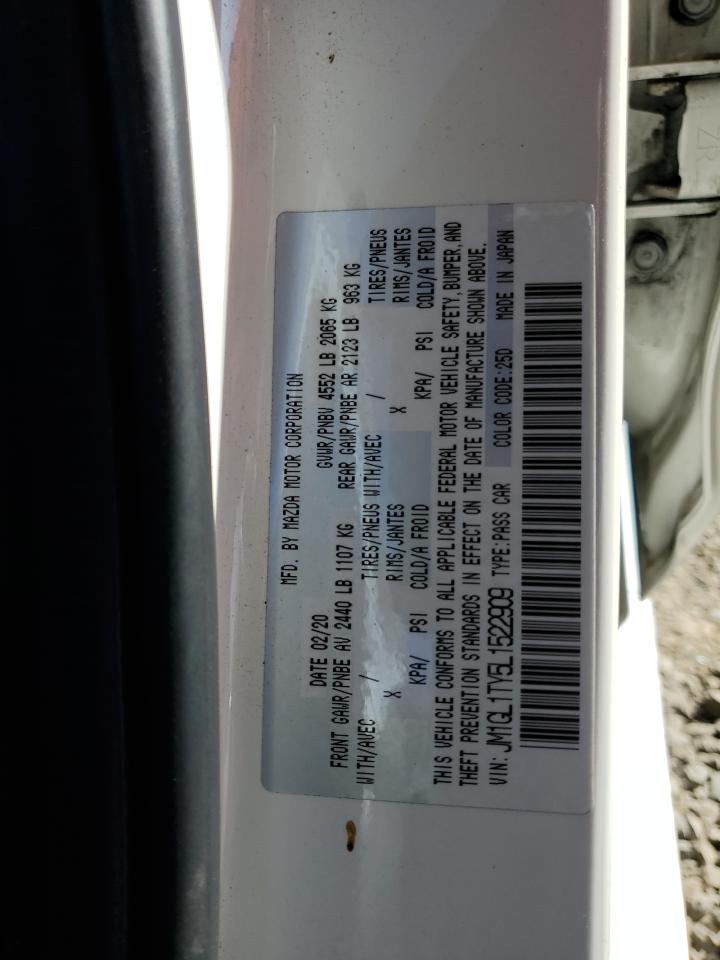 MFD. BY MAZDA MOTOR CORPORATION
DATE 02/20 GVWR/PNBV 4552 LB 2065 KG
FRONT GAWR/PNBE AV 2440 LB 1107 KG REAR GAWR/PNBE AR 2123 LB 963 KG
WITH/AVEC / TIRES/PNEUS WITH/AVEC / TIRES/PNEUS
X RIMS/JANTES X RIMS/JANTES
KPA/ PSI COLD/A FROID KPA/ PSI COLD/A FROID
THIS VEHICLE CONFORMS TO ALL APPLICABLE FEDERAL MOTOR VEHICLE SAFETY, BUMPER, AND
THEFT PREVENTION STANDARDS IN EFFECT ON THE DATE OF MANUFACTURE SHOWN ABOVE.
VIN: JM1GL1TY5L1522909 TYPE:PASS CAR COLOR CODE:25D MADE IN JAPAN